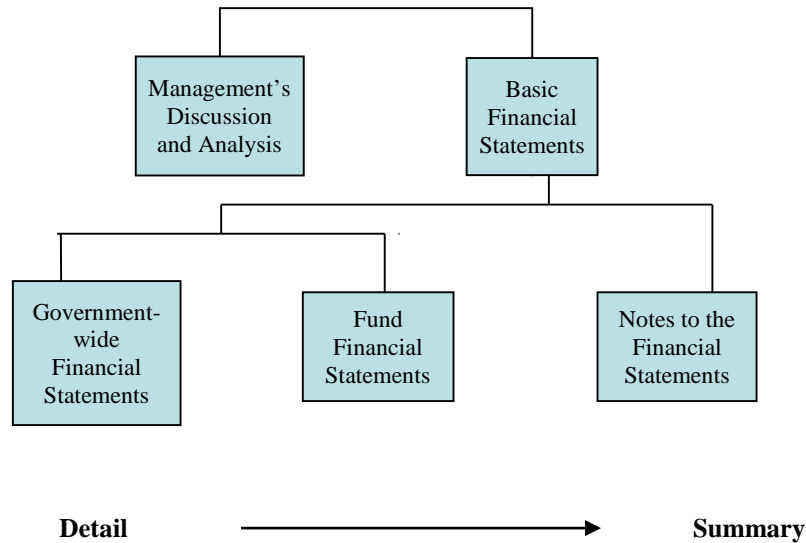 Management’s
Discussion
and Analysis
Basic
Financial
Statements
Government-
wide
Financial
Statements
Fund
Financial
Statements
Notes to the
Financial
Statements
Detail
Summary